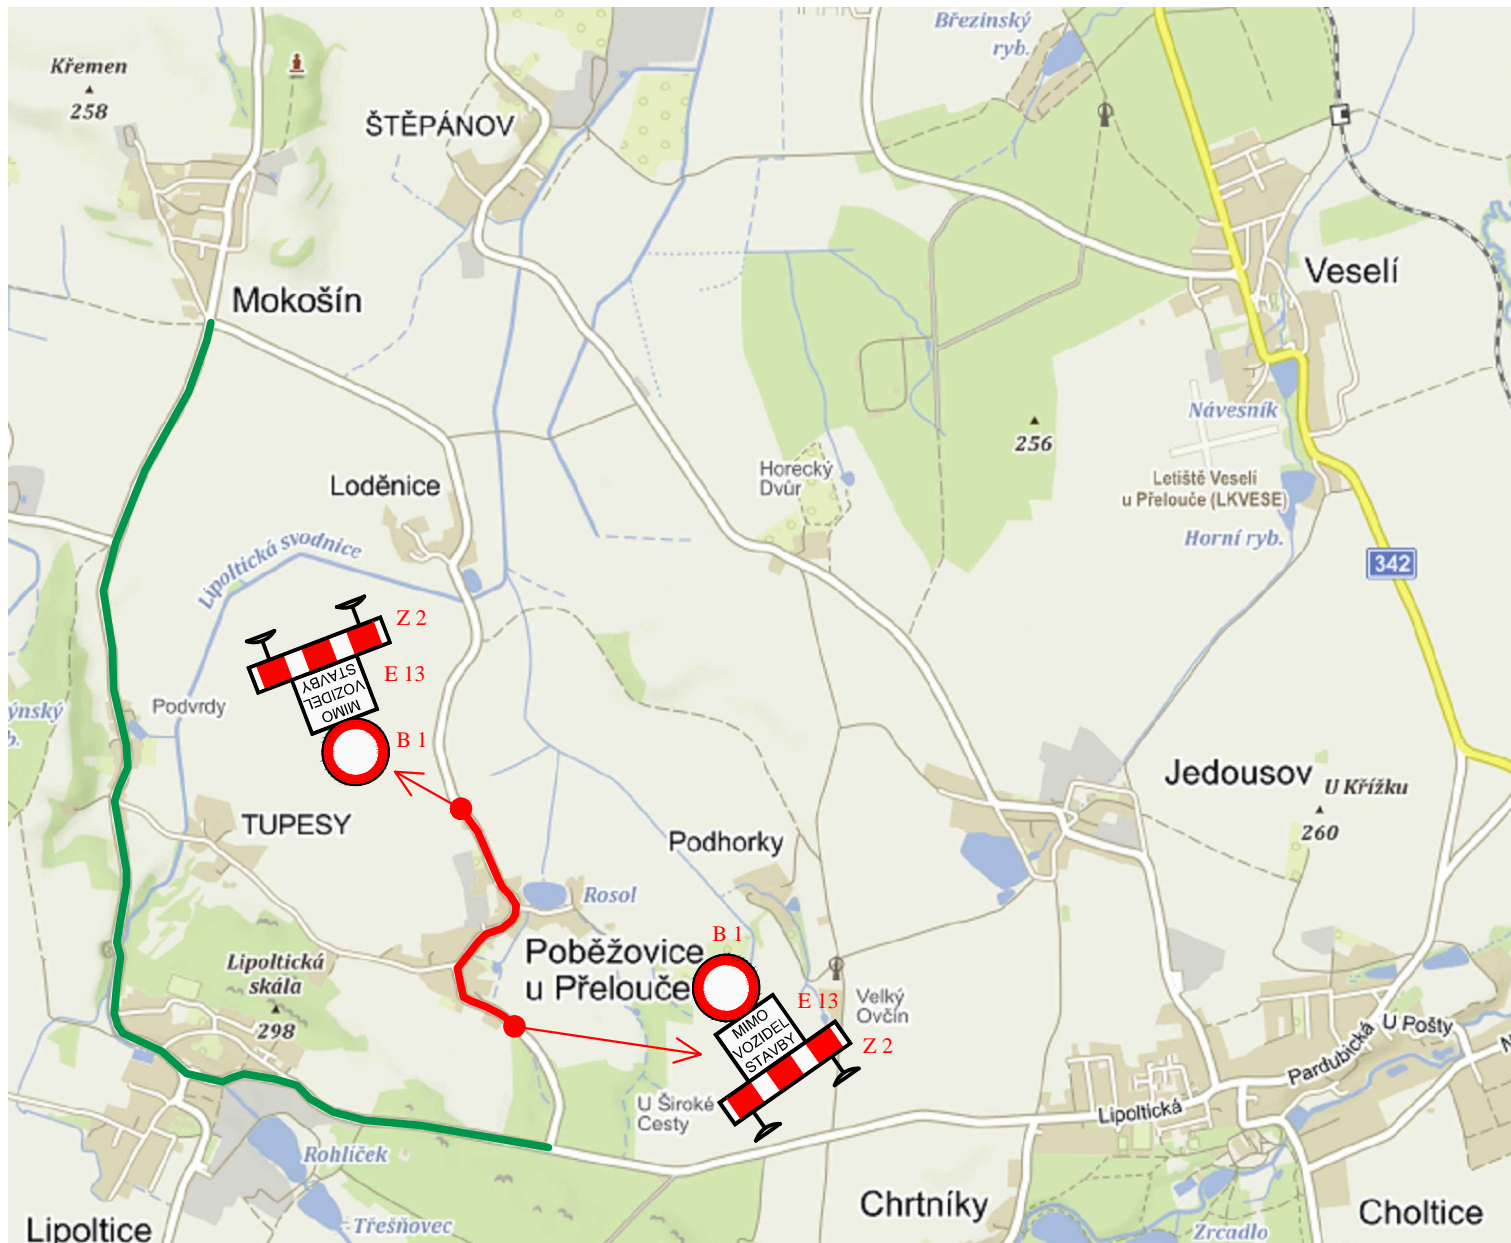 Březinský
ryb.
Křemen
258
ŠTĚPÁNOV
Veselí
Mokošín
Návesník
256
Horecký
Dvůr
Letiště Veselí
u Přelouče (LKVESE)
Loděnice
Horní ryb.
Lipoltická svodnice
342
Z 2
E 13
MIMO
VOZIDEL
STAVBY
B 1
ýnský
b.
Podvrdy
Jedousov
U Křížku
260
TUPESY
Podhorky
Rosol
Poběžovice
u Přelouče
B 1
Lipoltická
skála
298
E 13
MIMO
VOZIDEL
STAVBY
Z 2
Velký
Ovčín
U Pošty
Pardubická
N
U Široké
Cesty
Lipoltická
Rohlíček
Chrtníky
Choltice
Lipoltice
Třešňovec
Zrcadlo